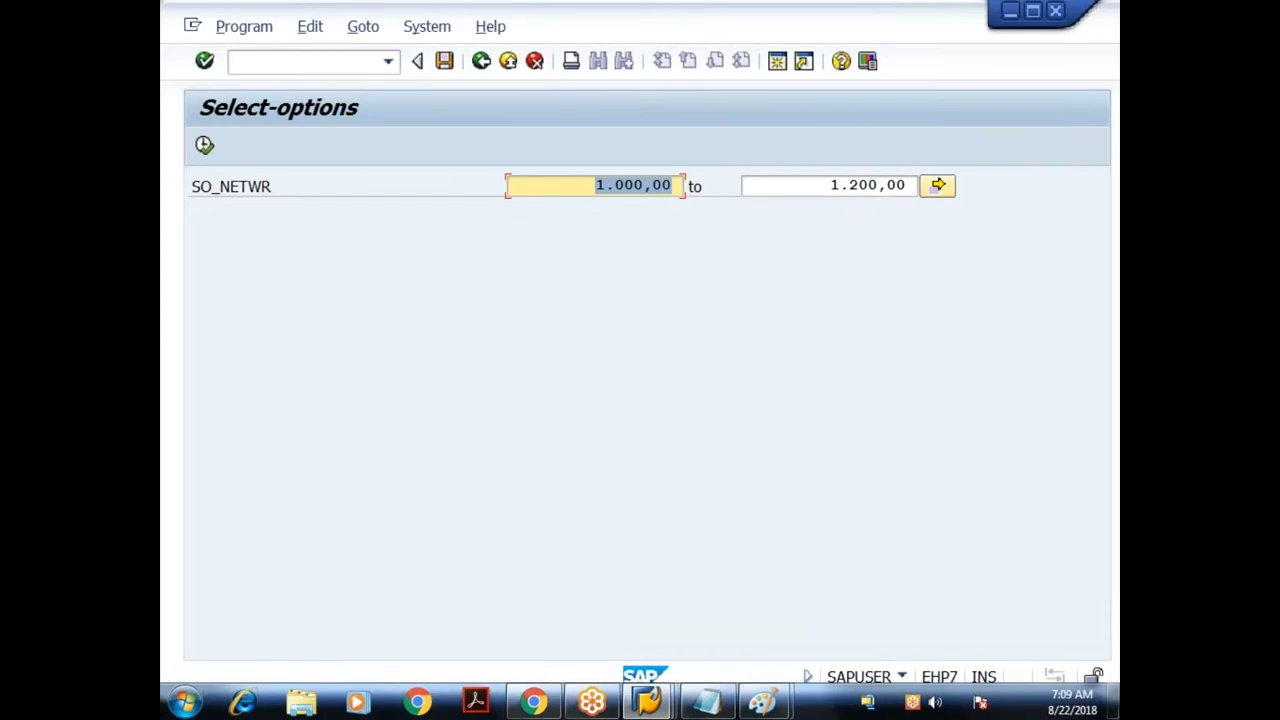 Program Edit Goto System Help
Select-options
SO_NETWR 1.000,00 to 1.200,00
SAP SAPUSER EHP7 INS
7:09 AM
8/22/2018